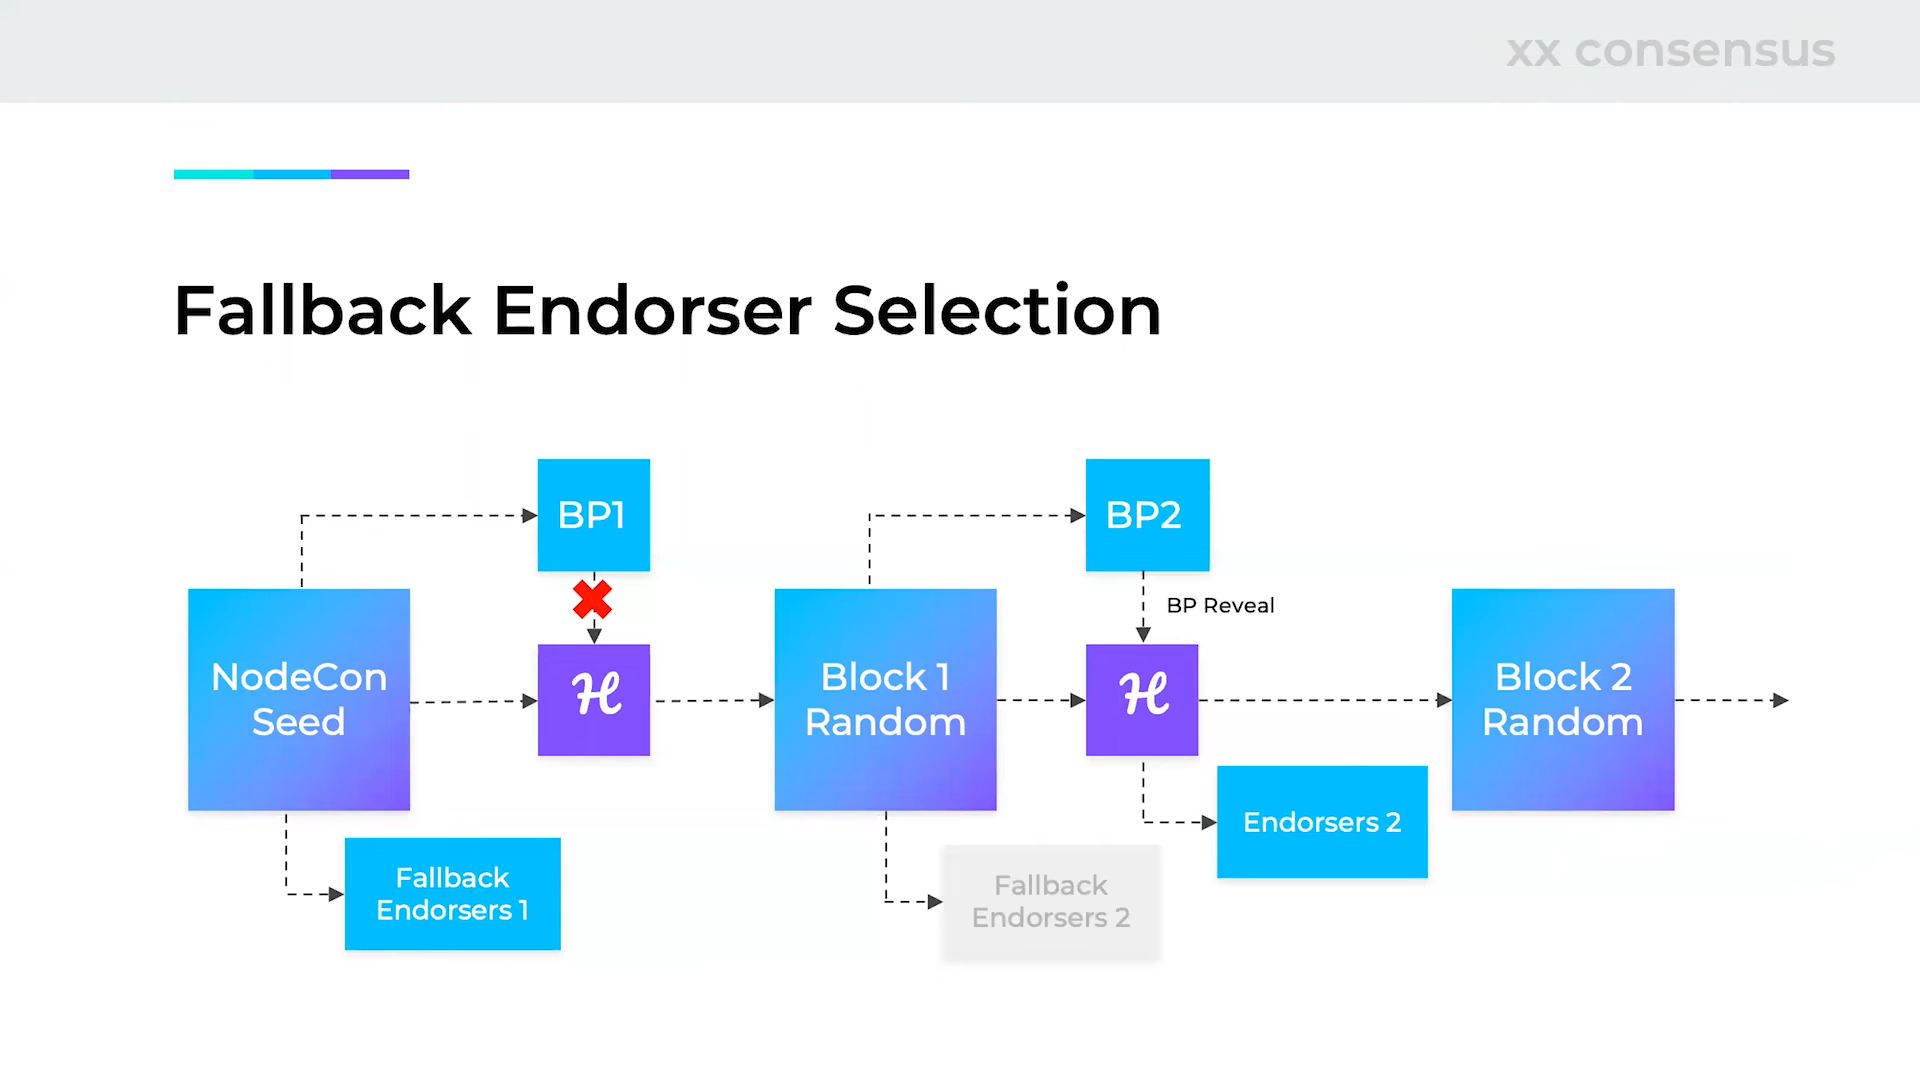 xx consensus
Fallback Endorser Selection
BP1
BP2
BP Reveal
NodeCon
Seed
ℋ
Block 1
Random
ℋ
Block 2
Random
Endorsers 2
Fallback
Endorsers 1
Fallback
Endorsers 2